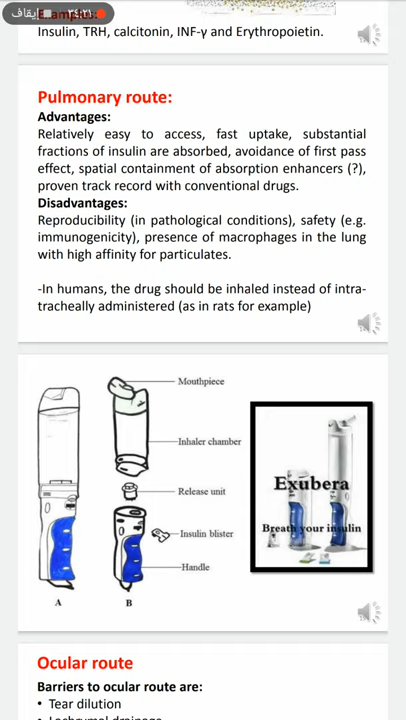 إيقاف ٣٤:٢١
Examples:
Insulin, TRH, calcitonin, INF-γ and Erythropoietin.
Pulmonary route:
Advantages:
Relatively easy to access, fast uptake, substantial
fractions of insulin are absorbed, avoidance of first pass
effect, spatial containment of absorption enhancers (?),
proven track record with conventional drugs.
Disadvantages:
Reproducibility (in pathological conditions), safety (e.g.
immunogenicity), presence of macrophages in the lung
with high affinity for particulates.
-In humans, the drug should be inhaled instead of intra-
tracheally administered (as in rats for example)
Mouthpiece
Inhaler chamber
Release unit
Insulin blister
Handle
A
B
Exubera
Breath your insulin
Ocular route
Barriers to ocular route are:
• Tear dilution